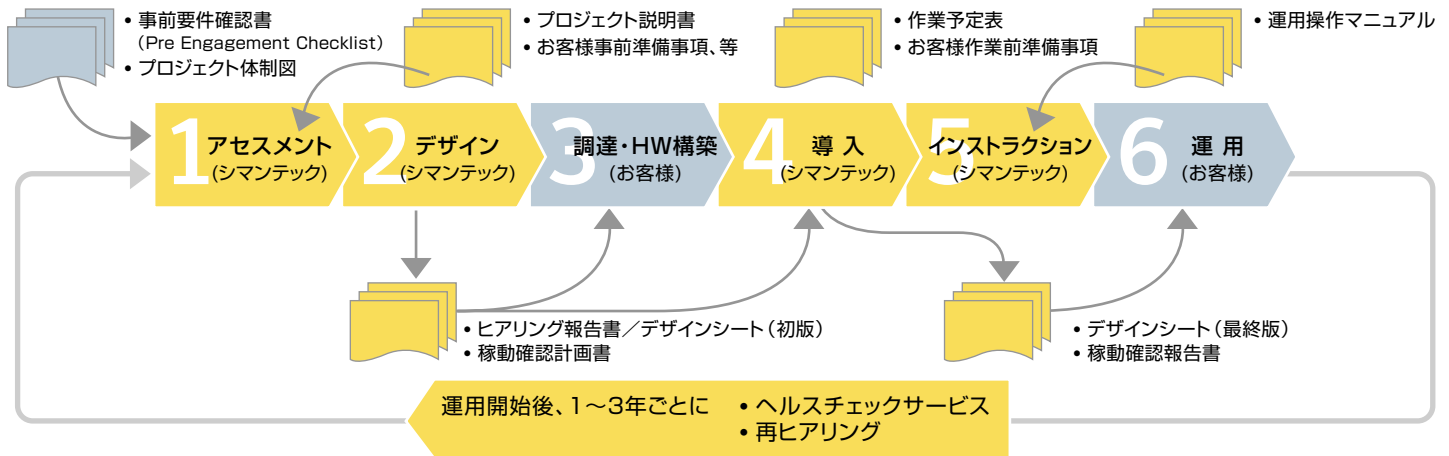 • 事前要件確認書
(Pre Engagement Checklist)
• プロジェクト体制図
• プロジェクト説明書
• お客様事前準備事項、等
• 作業予定表
• お客様作業前準備事項
• 運用操作マニュアル
1 アセスメント
(シマンテック)
2 デザイン
(シマンテック)
3 調達・HW構築
(お客様)
4 導 入
(シマンテック)
5 インストラクション
(シマンテック)
6 運 用
(お客様)
• ヒアリング報告書／デザインシート(初版)
• 稼動確認計画書
• デザインシート(最終版)
• 稼動確認報告書
運用開始後、1～3年ごとに
• ヘルスチェックサービス
• 再ヒアリング